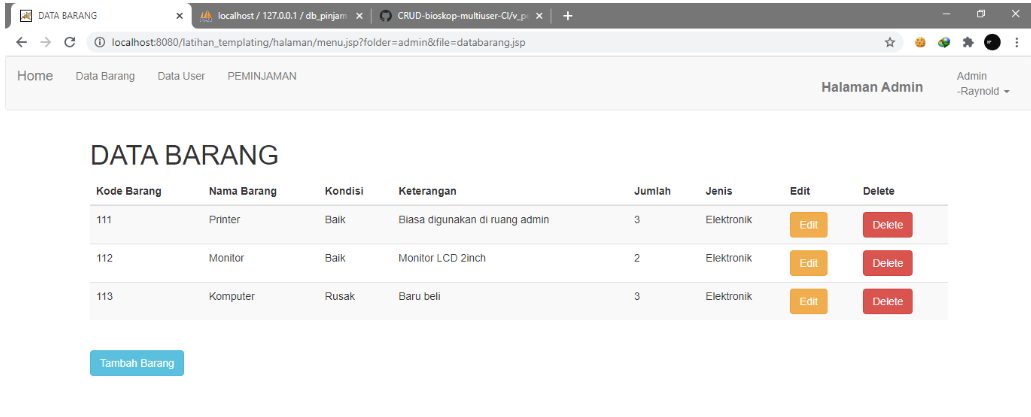 DATA BARANG
localhost / 127.0.0.1 / db_pinjam
CRUD-bioskop-multiuser-CI/v_p
localhost:8080/latihan_templating/halaman/menu.jsp?folder=admin&file=databarang.jsp
Home Data Barang Data User PEMINJAMAN Halaman Admin Admin
-Raynold
DATA BARANG
Kode Barang Nama Barang Kondisi Keterangan Jumlah Jenis Edit Delete
111 Printer Baik Biasa digunakan di ruang admin 3 Elektronik Edit Delete
112 Monitor Baik Monitor LCD 2inch 2 Elektronik Edit Delete
113 Komputer Rusak Baru beli 3 Elektronik Edit Delete
Tambah Barang